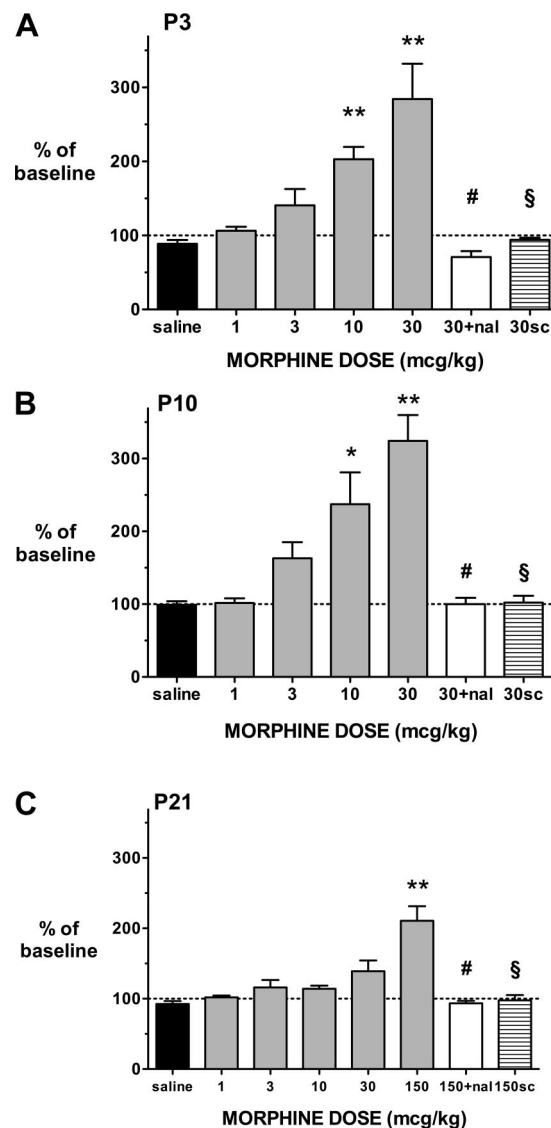 A
P3
**
**
300
% of
baseline
200
#
§
100
0
saline 1 3 10 30 30+nal 30sc
MORPHINE DOSE (mcg/kg)
B
P10
**
*
300
% of
baseline
200
#
§
100
0
saline 1 3 10 30 30+nal 30sc
MORPHINE DOSE (mcg/kg)
C
P21
300
**
% of
baseline
200
#
§
100
0
saline 1 3 10 30 150 150+nal 150sc
MORPHINE DOSE (mcg/kg)